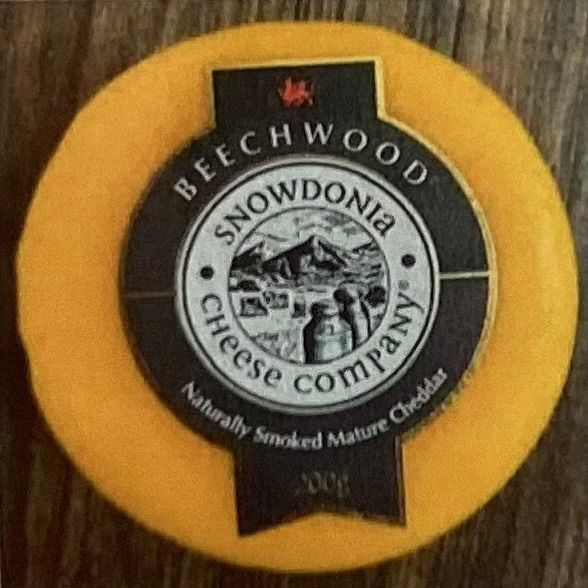 BEECHWOOD
SNOWDONIA
CHEESE COMPANY®
Naturally Smoked Mature Cheddar
200g